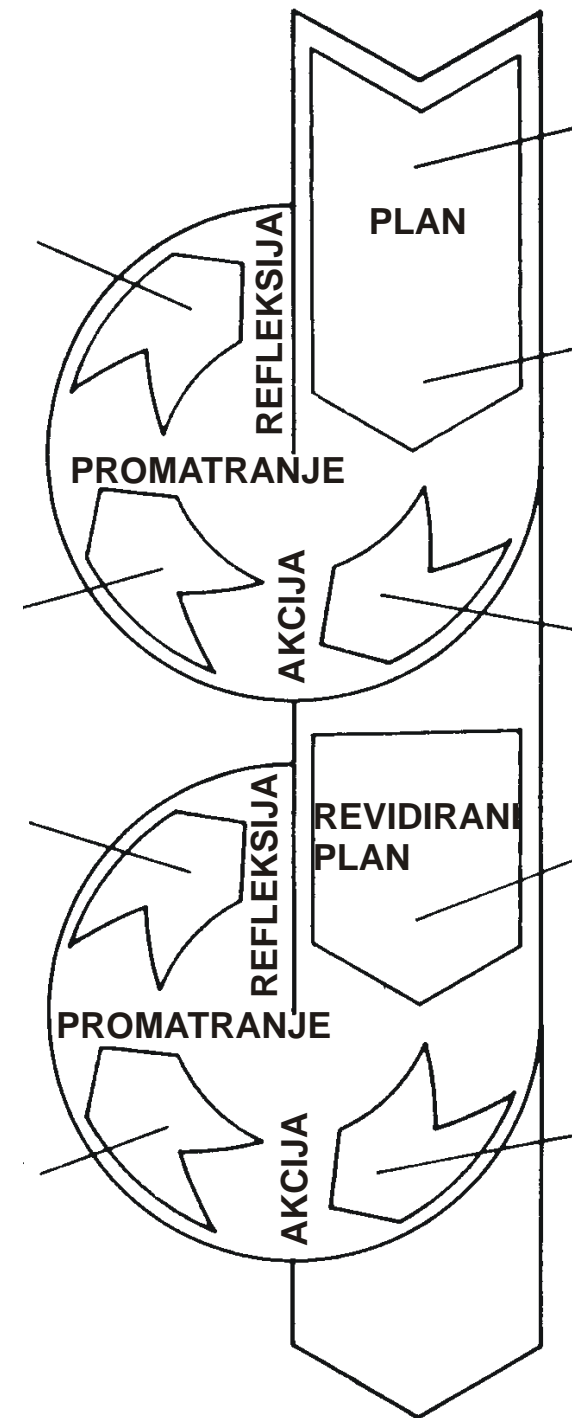 PLAN
REFLEKSIJA
PROMATRANJE
AKCIJA
REVIDIRANI
PLAN
REFLEKSIJA
PROMATRANJE
AKCIJA